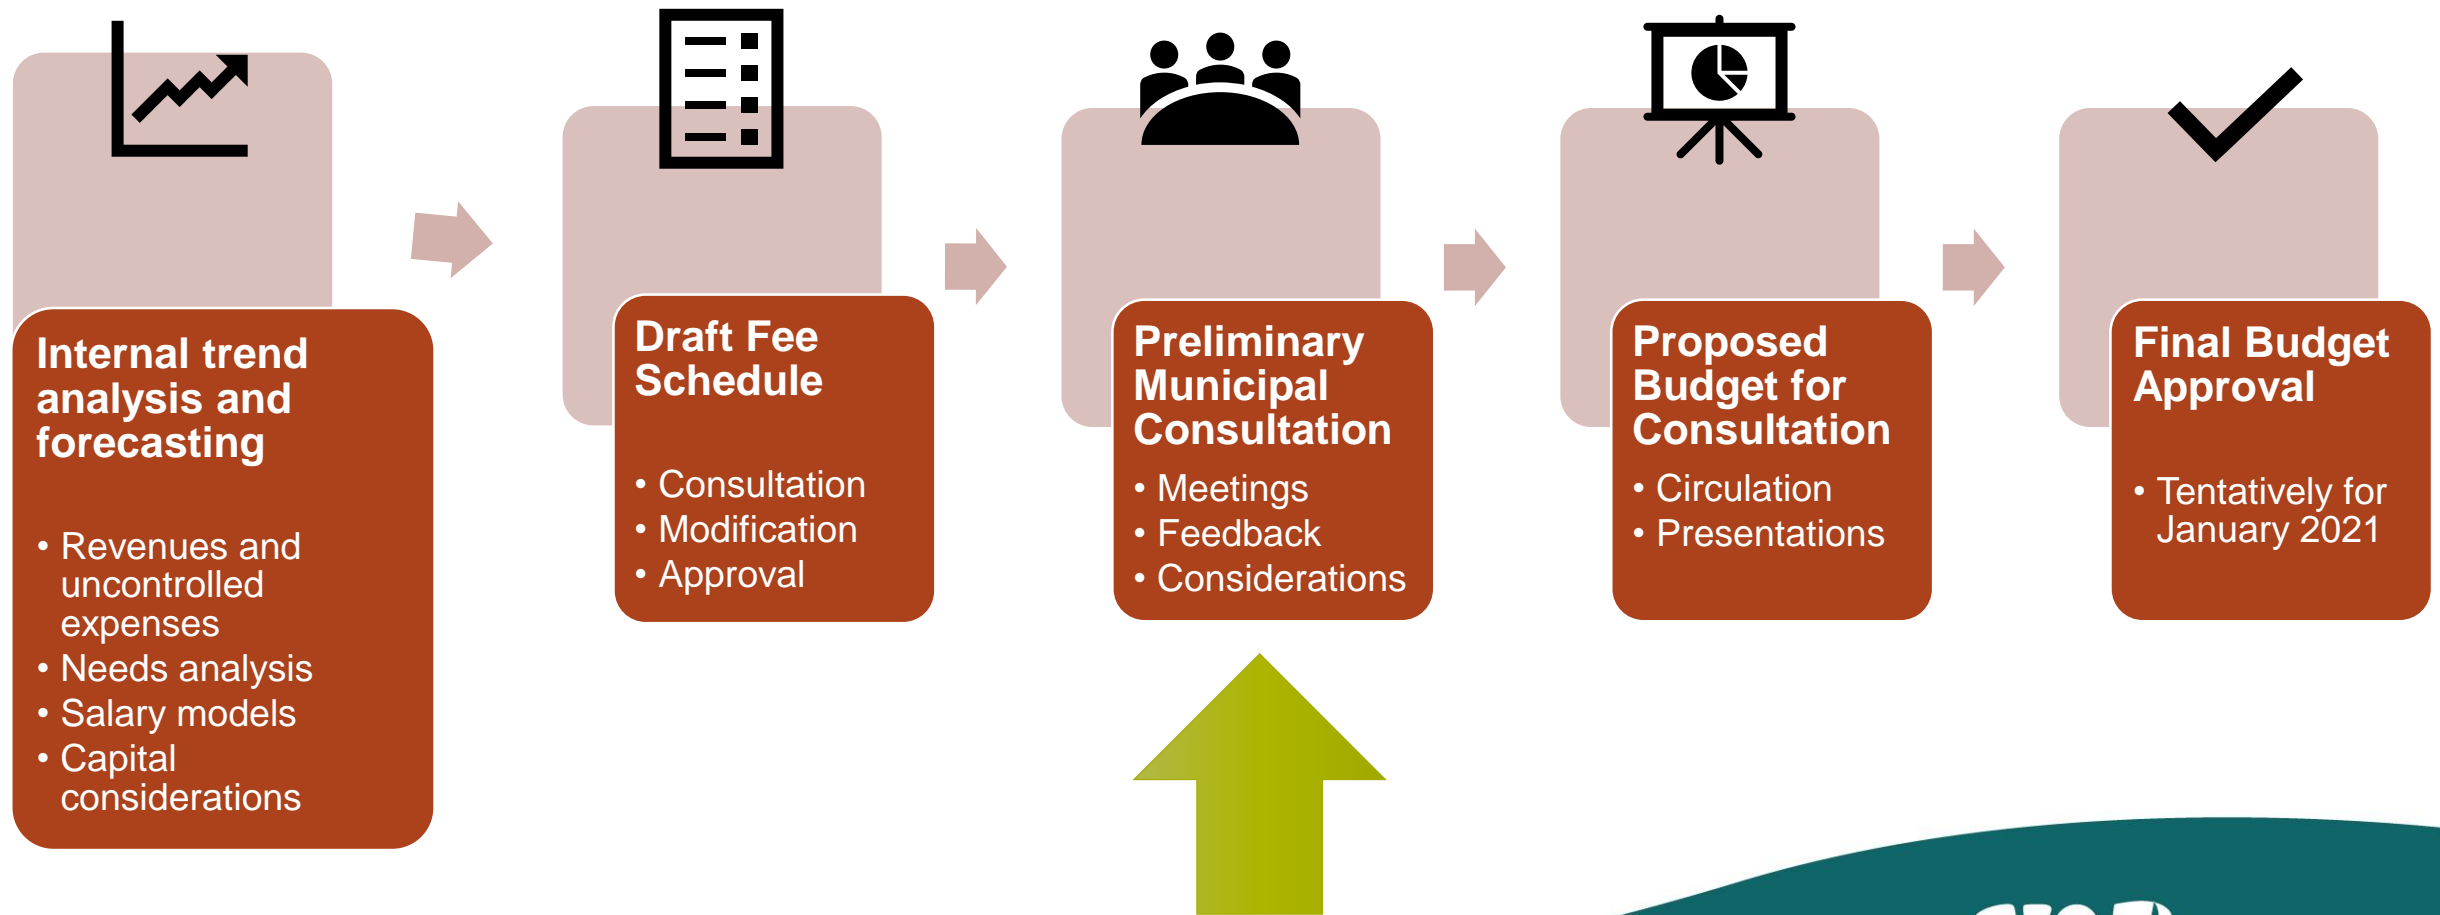 Internal trend
analysis and
forecasting
• Revenues and
uncontrolled
expenses
• Needs analysis
• Salary models
• Capital
considerations
Draft Fee
Schedule
• Consultation
• Modification
• Approval
Preliminary
Municipal
Consultation
• Meetings
• Feedback
• Considerations
Proposed
Budget for
Consultation
• Circulation
• Presentations
Final Budget
Approval
• Tentatively for
January 2021